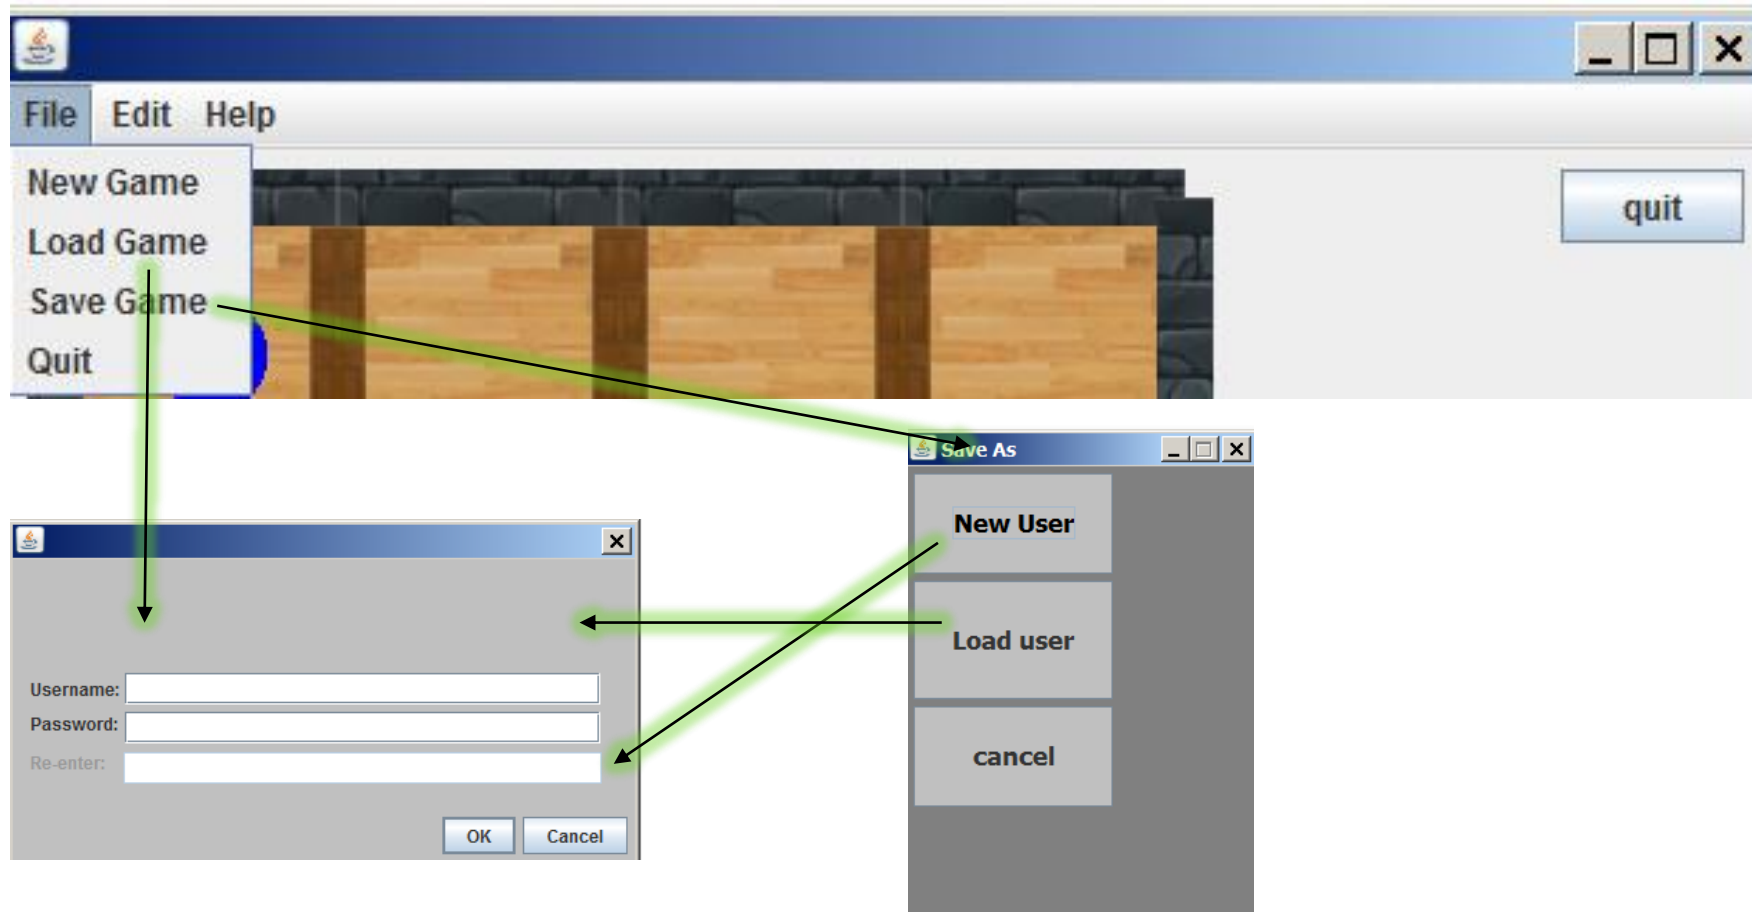 File Edit Help
New Game
Load Game
Save Game
Quit
quit
Save As
New User
Load user
cancel
Username:
Password:
Re-enter:
OK Cancel